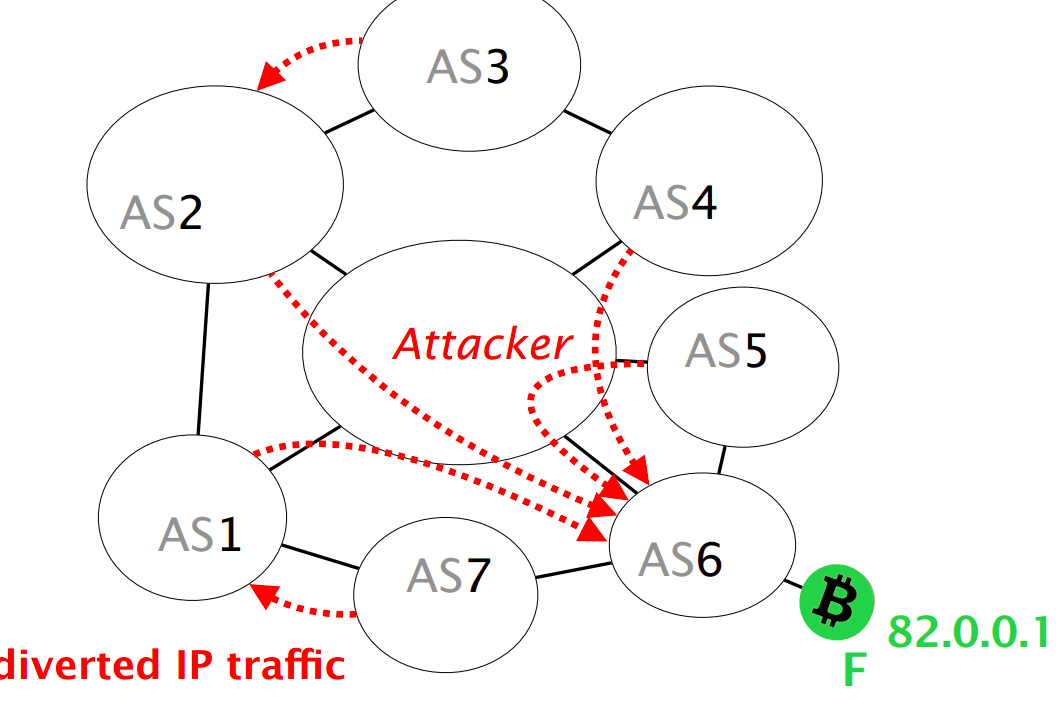 AS3
AS2
AS4
Attacker
AS5
AS1
AS7
AS6
82.0.0.1
F
diverted IP traffic